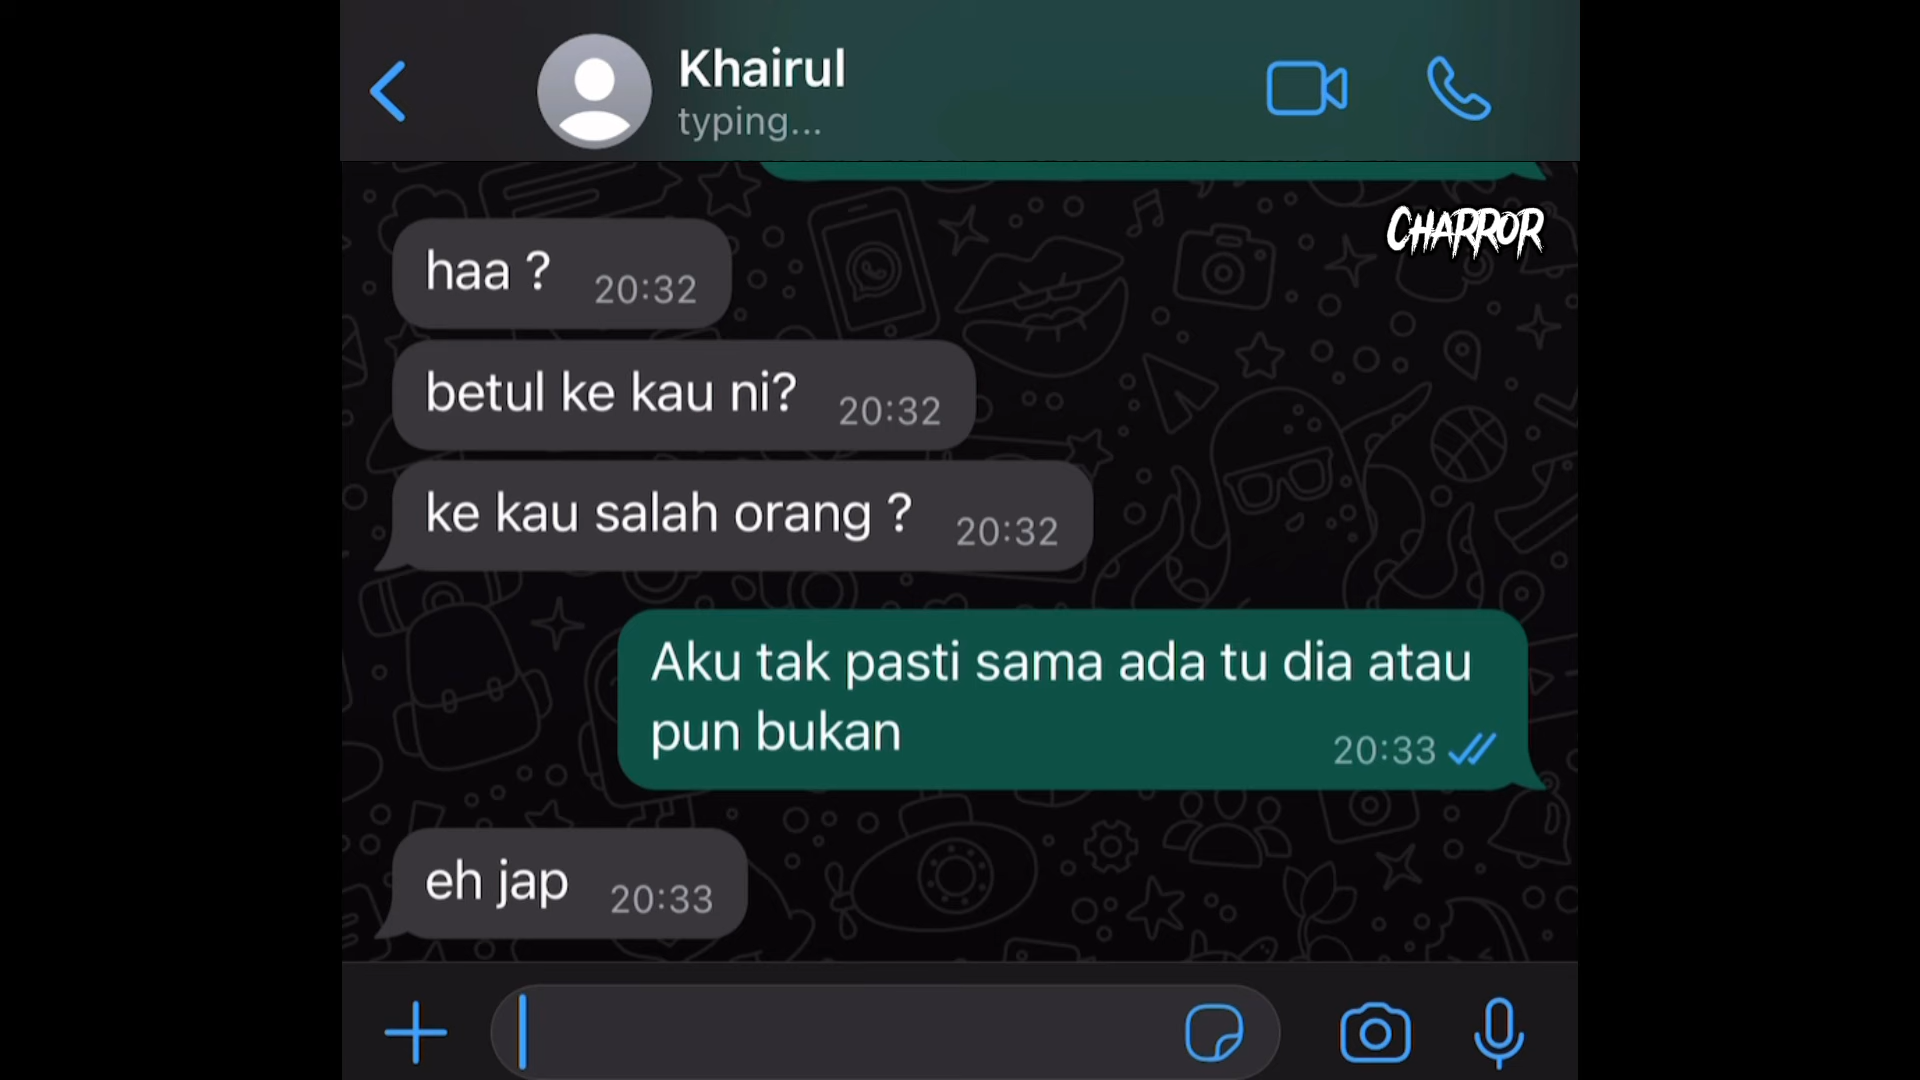 Khairul
typing...
CHARROR
haa ? 20:32
betul ke kau ni? 20:32
ke kau salah orang ? 20:32
Aku tak pasti sama ada tu dia atau
pun bukan
20:33
eh jap 20:33